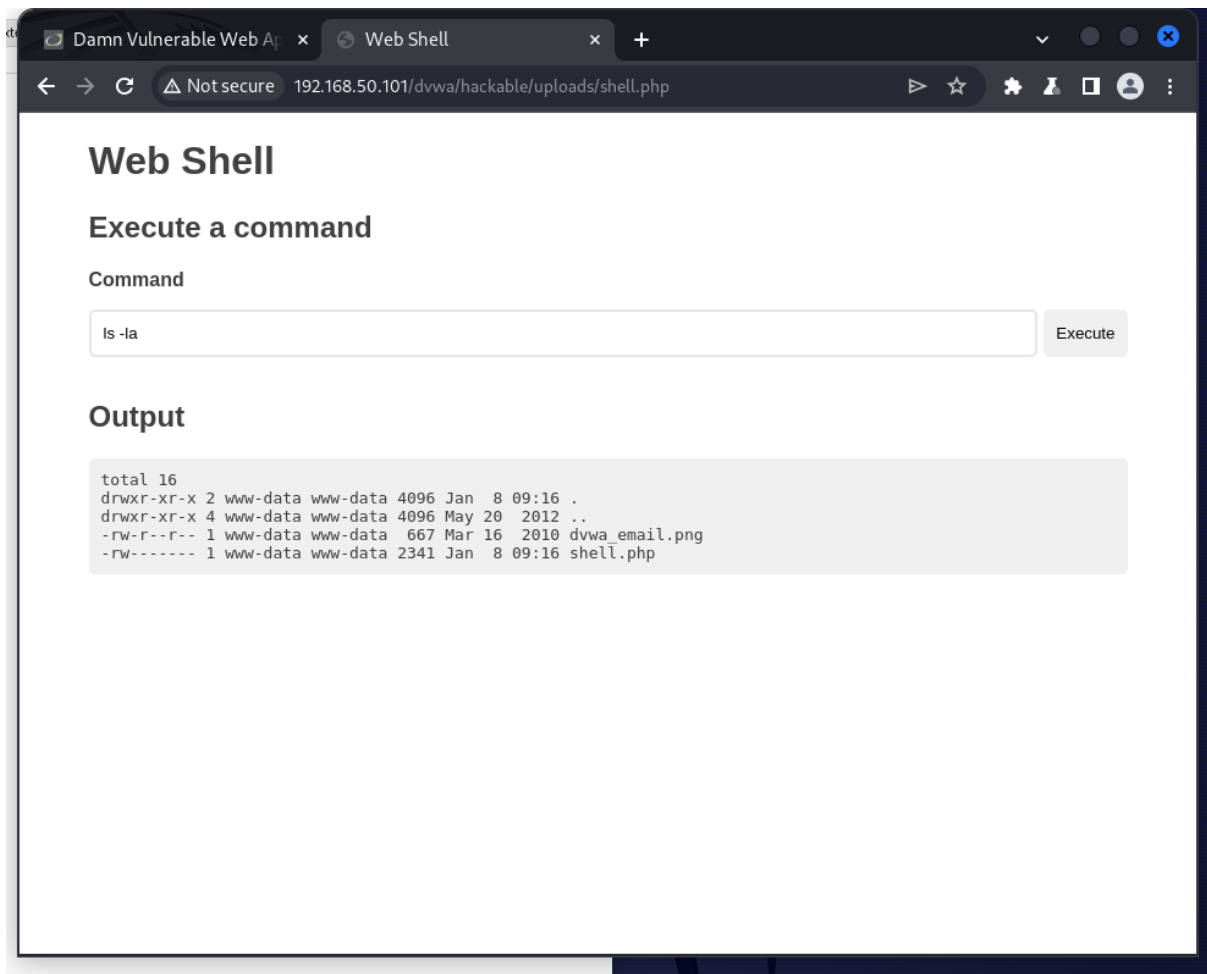 Damn Vulnerable Web Ap
Web Shell
Not secure 192.168.50.101/dvwa/hackable/uploads/shell.php
Web Shell
Execute a command
Command
ls -la
Execute
Output
total 16
drwxr-xr-x 2 www-data www-data 4096 Jan  8 09:16 .
drwxr-xr-x 4 www-data www-data 4096 May 20  2012 ..
-rw-r--r-- 1 www-data www-data  667 Mar 16  2010 dvwa_email.png
-rw------- 1 www-data www-data 2341 Jan  8 09:16 shell.php